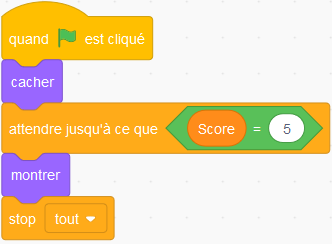 quand est cliqué
cacher
attendre jusqu'à ce que Score = 5
montrer
stop tout